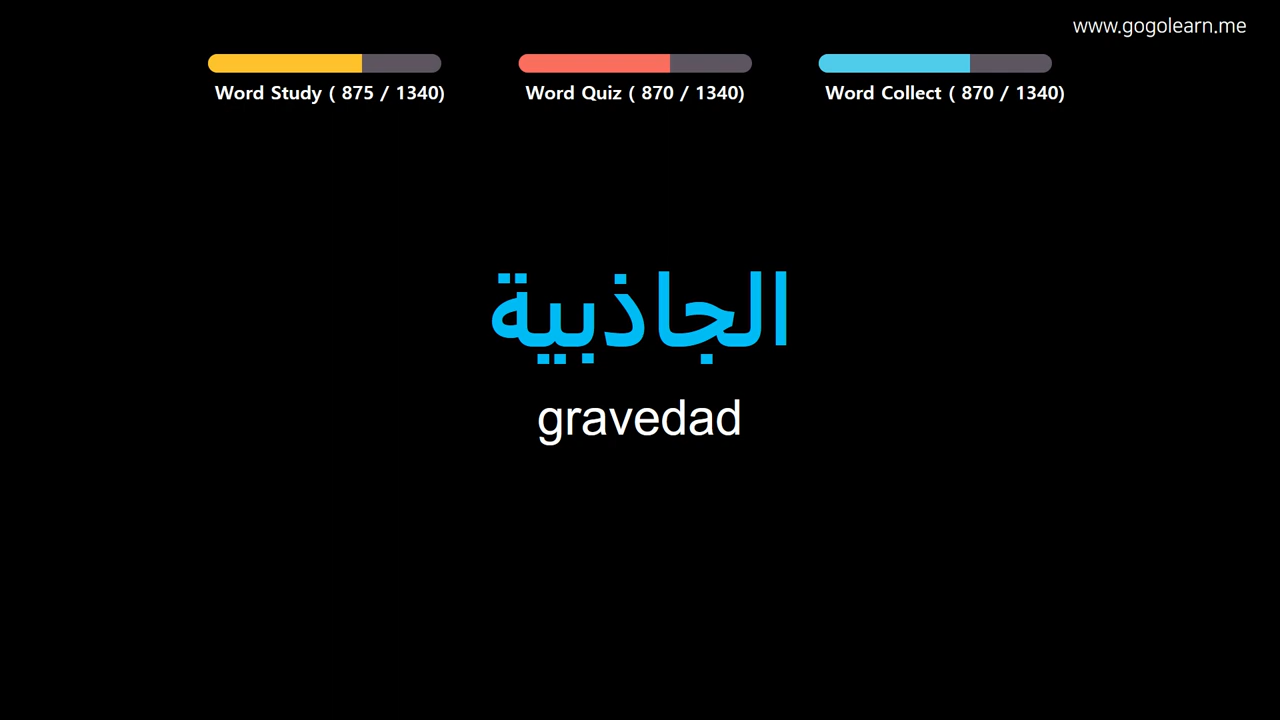 www.gogolearn.me
Word Study ( 875 / 1340)
Word Quiz ( 870 / 1340)
Word Collect ( 870 / 1340)
الجاذبية
gravedad